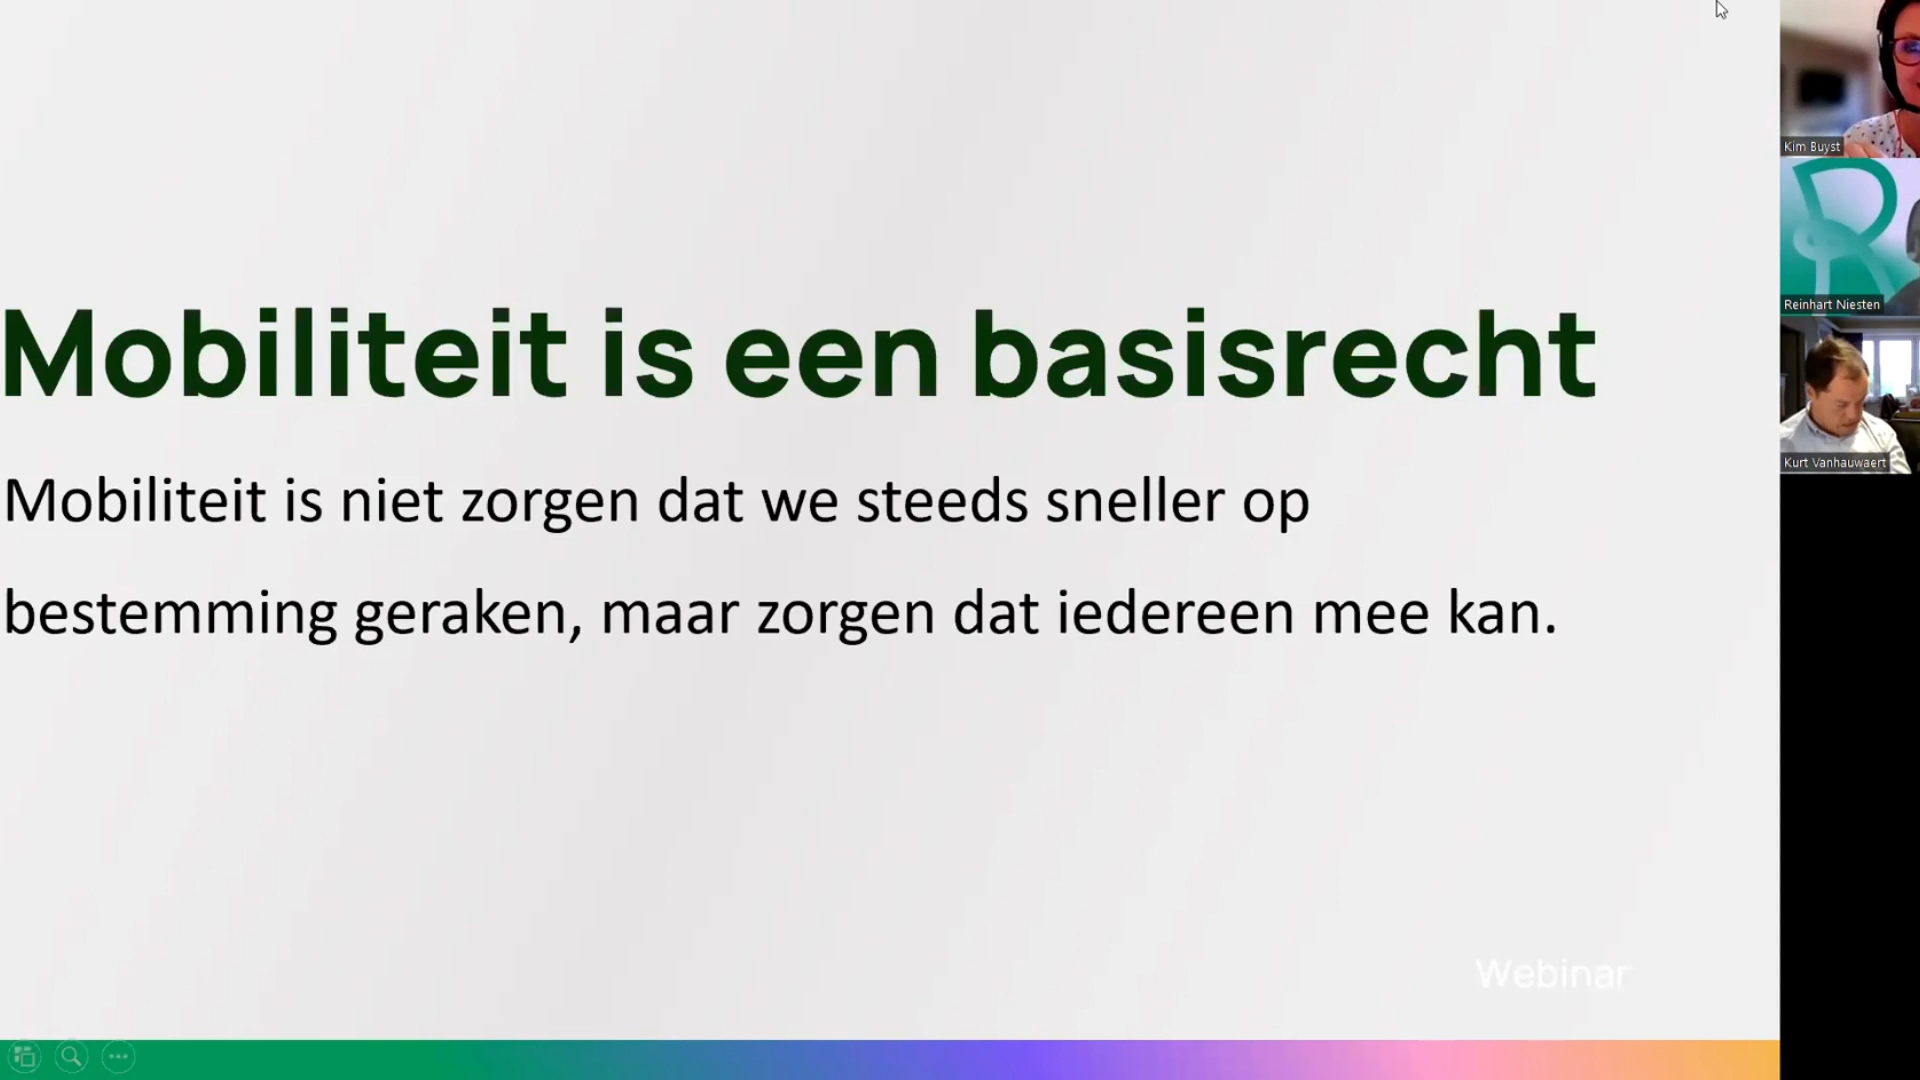 Mobiliteit is een basisrecht
Mobiliteit is niet zorgen dat we steeds sneller op
bestemming geraken, maar zorgen dat iedereen mee kan.
Webinar
Kim Buyst
Reinhart Niesten
Kurt Vanhauwaert